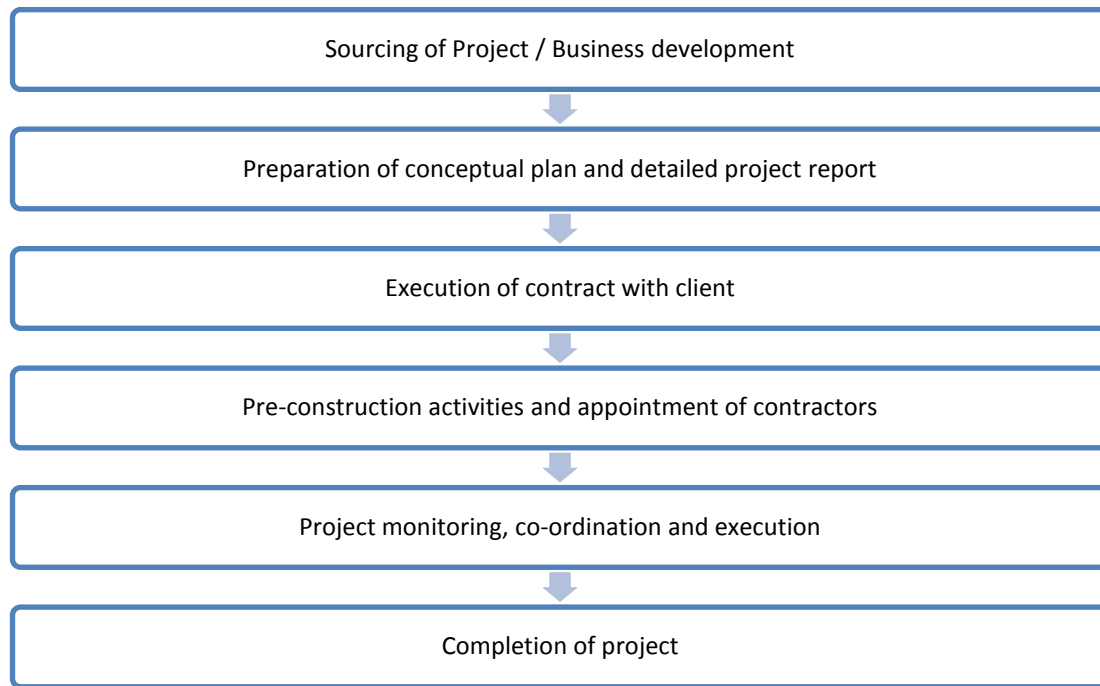 Sourcing of Project / Business development
Preparation of conceptual plan and detailed project report
Execution of contract with client
Pre-construction activities and appointment of contractors
Project monitoring, co-ordination and execution
Completion of project